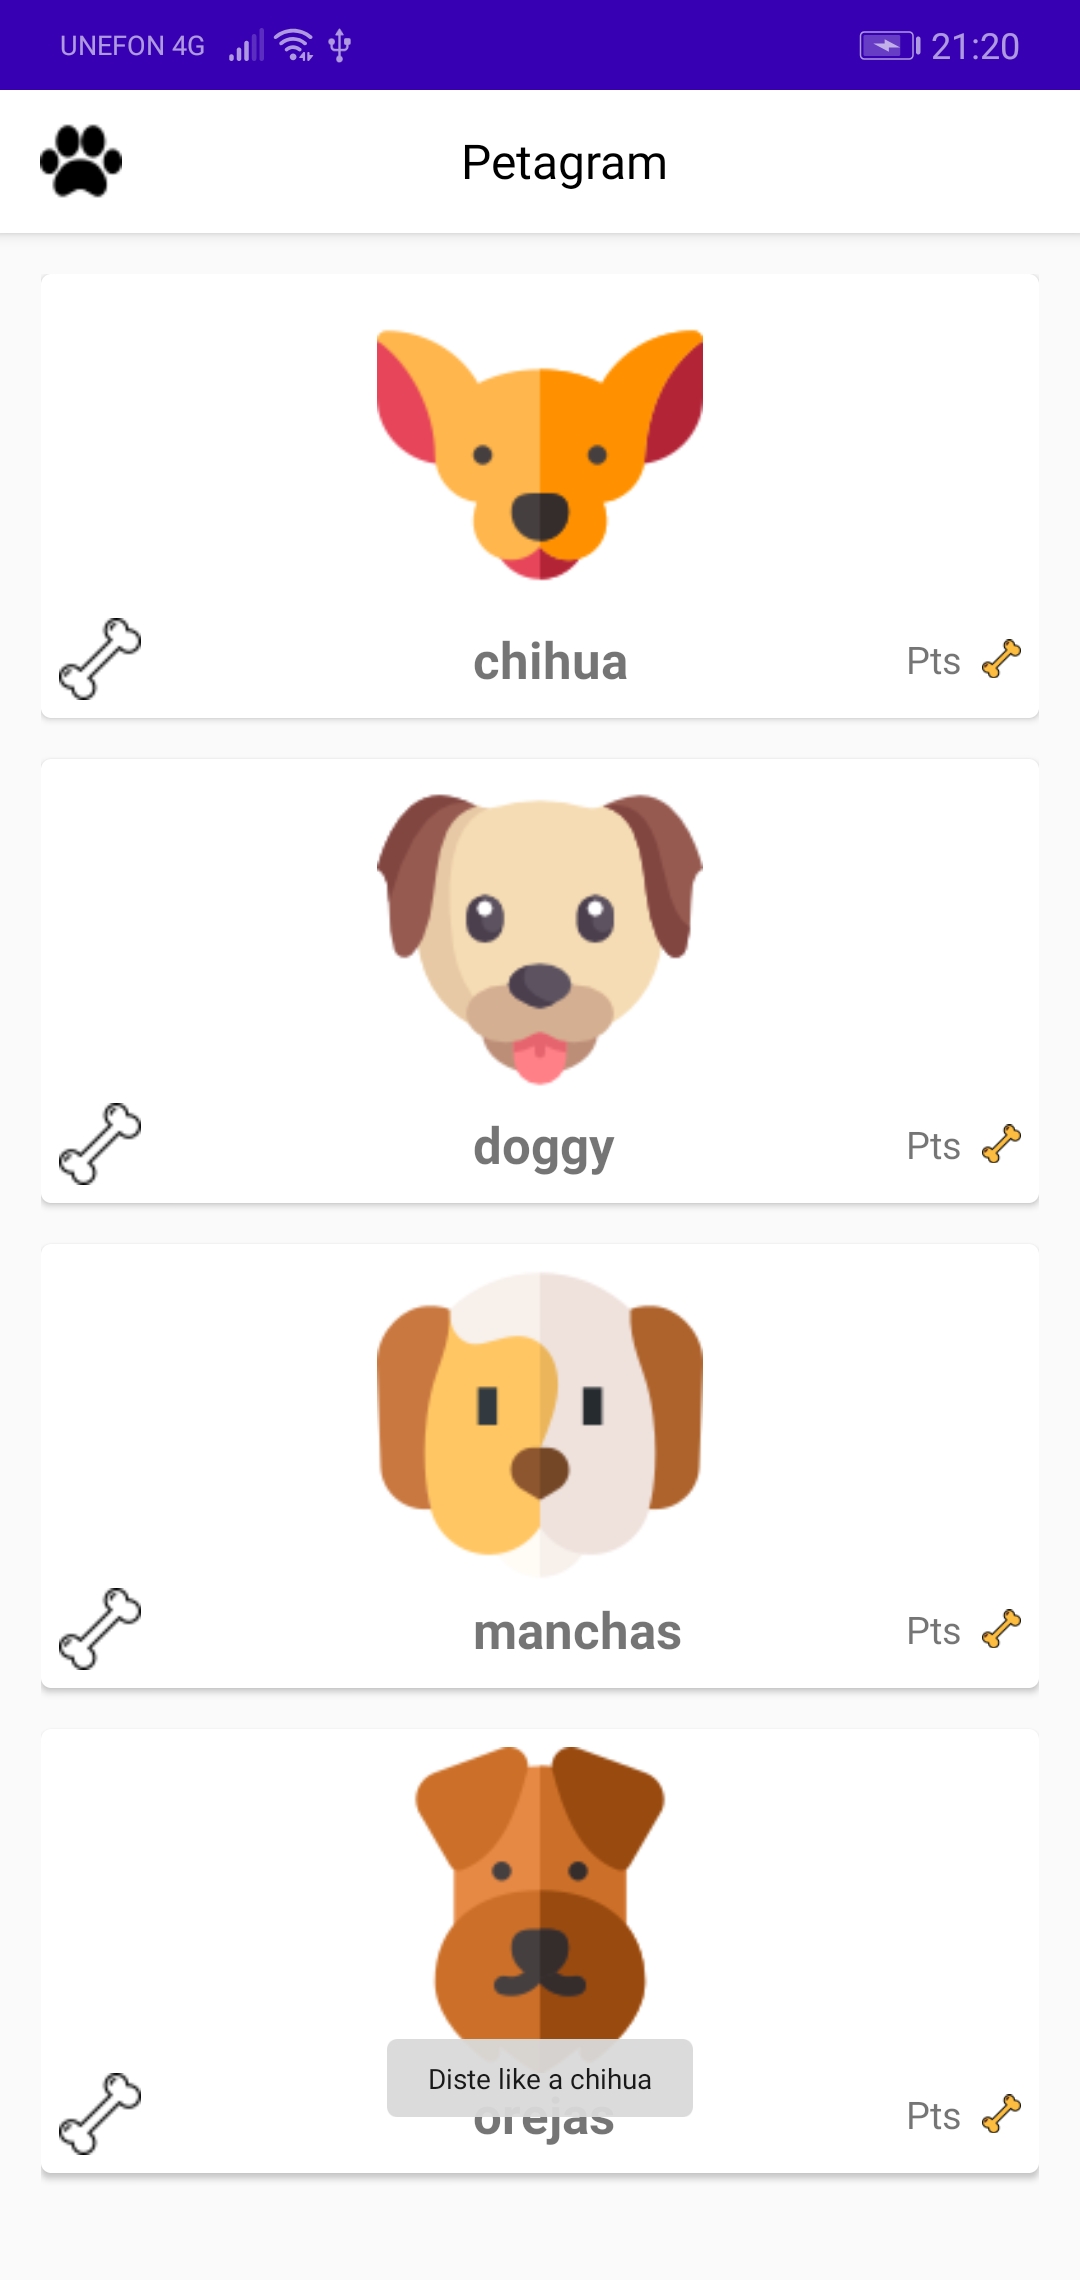 UNEFON 4G 21:20
Petagram
chihua Pts
doggy Pts
manchas Pts
Diste like a chihua
orejas Pts